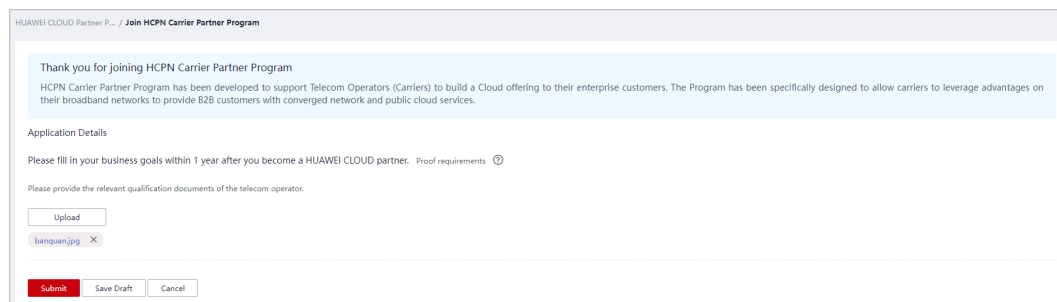 HUAWEI CLOUD Partner P... / Join HCPN Carrier Partner Program
Thank you for joining HCPN Carrier Partner Program
HCPN Carrier Partner Program has been developed to support Telecom Operators (Carriers) to build a Cloud offering to their enterprise customers. The Program has been specifically designed to allow carriers to leverage advantages on
their broadband networks to provide B2B customers with converged network and public cloud services.
Application Details
Please fill in your business goals within 1 year after you become a HUAWEI CLOUD partner. Proof requirements ?
Please provide the relevant qualification documents of the telecom operator.
Upload
banquan.jpg X
Submit Save Draft Cancel